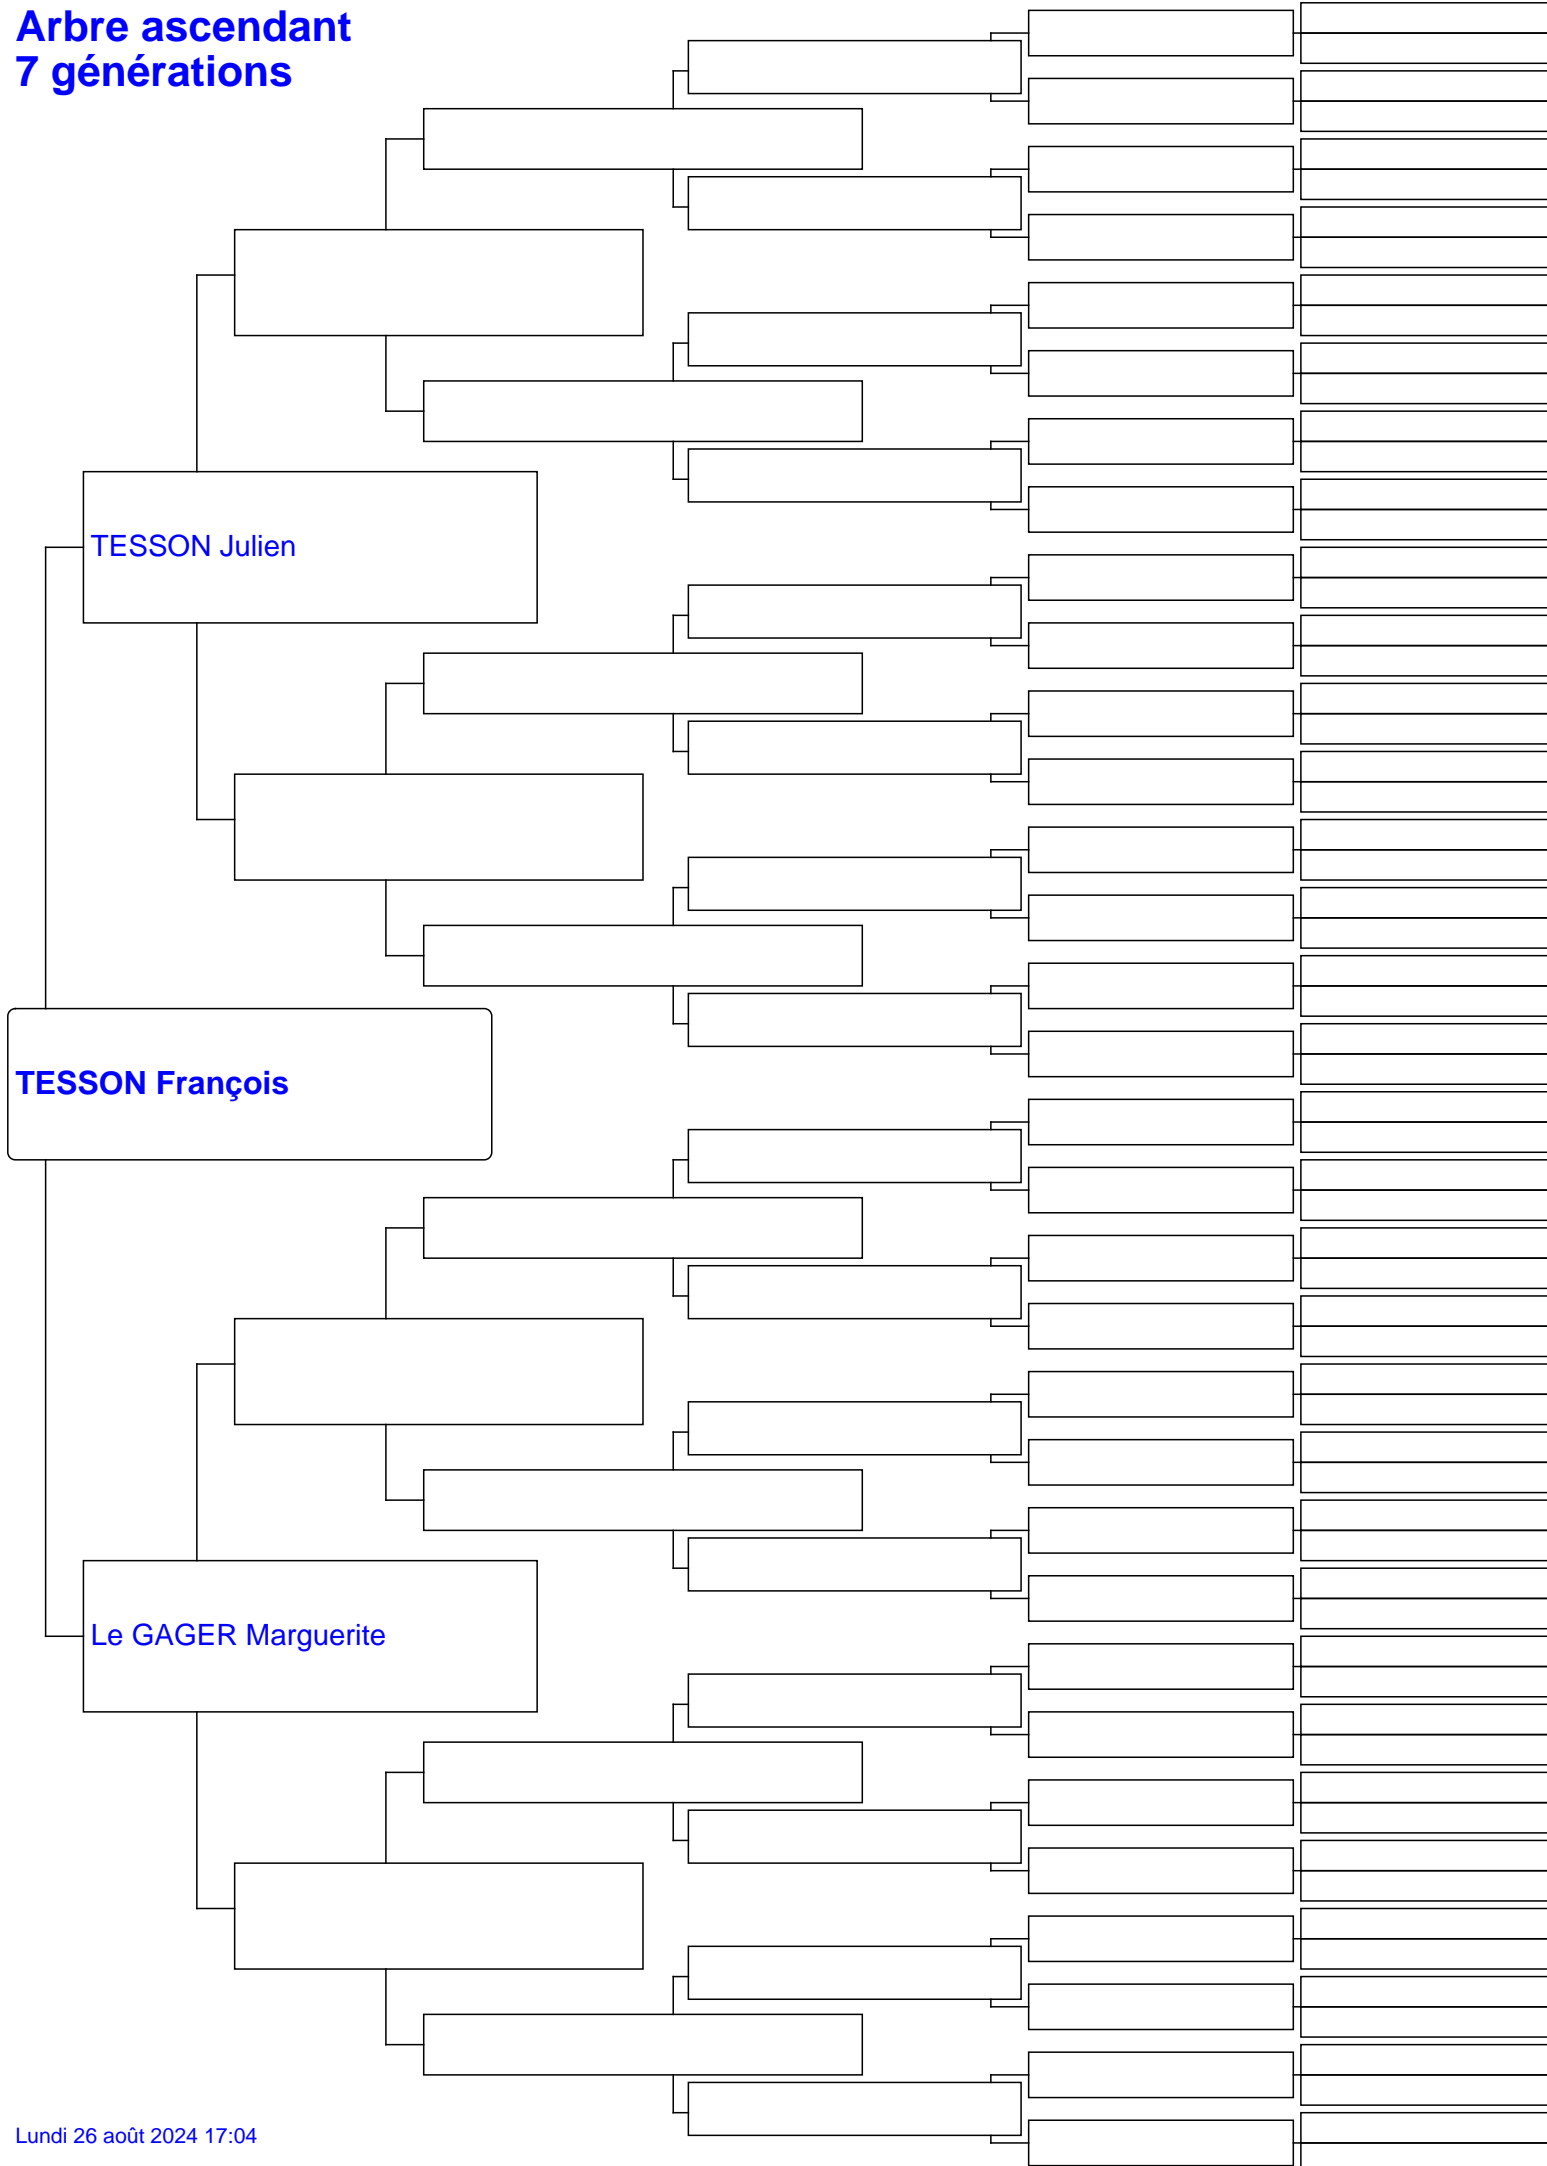 Arbre ascendant
7 générations
TESSON Julien
TESSON François
Le GAGER Marguerite
Lundi 26 août 2024 17:04